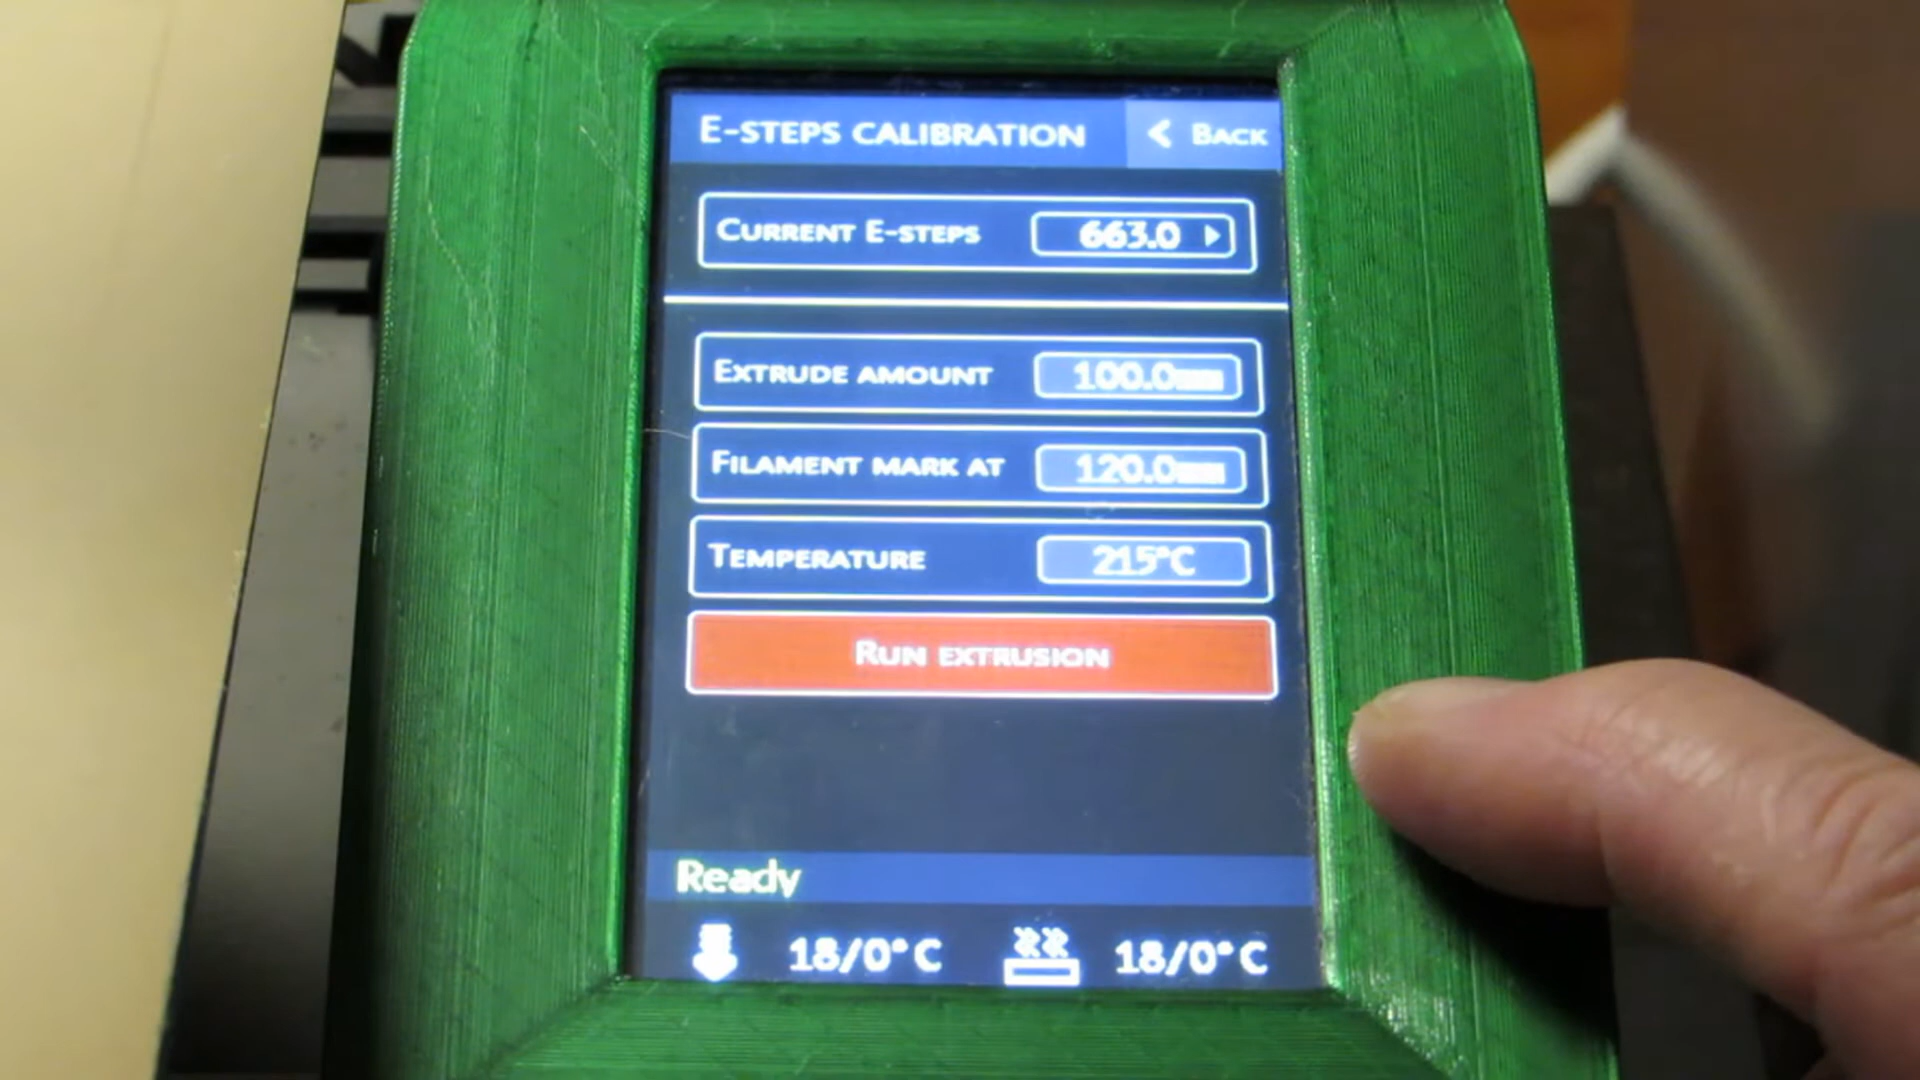 E-STEPS CALIBRATION
BACK
CURRENT E-STEPS 663.0
EXTRUDE AMOUNT 100.0mm
FILAMENT MARK AT 120.0mm
TEMPERATURE 215°C
RUN EXTRUSION
Ready
18/0°C 18/0°C